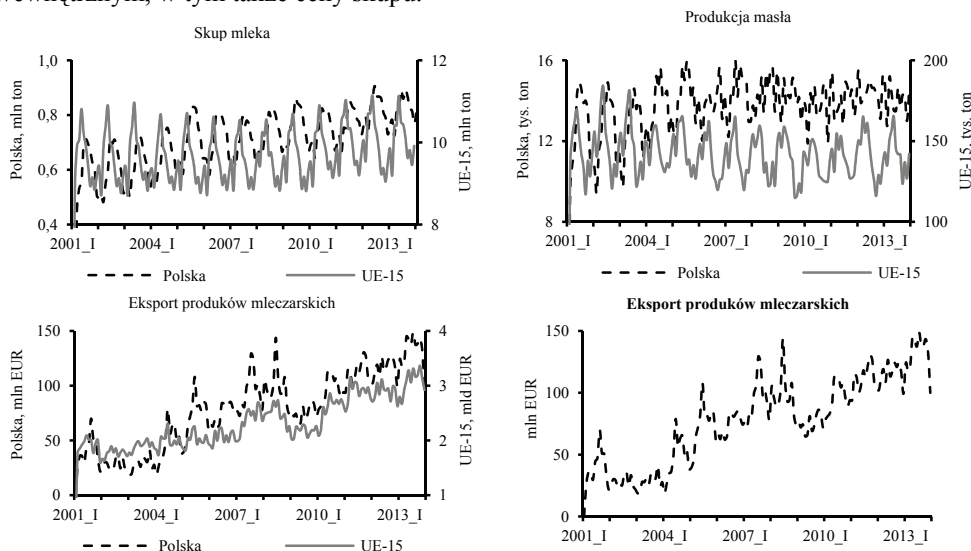 wewnętrznym, w tym także ceny skupu.
Skup mleka
Polska, mln ton
1,0
0,8
0,6
0,4
12
10
8
UE-15, mln ton
2001_I 2004_I 2007_I 2010_I 2013_I
Polska UE-15
Produkcja masła
Polska, tys. ton
16
12
8
200
150
100
UE-15, tys. ton
2001_I 2004_I 2007_I 2010_I 2013_I
Polska UE-15
Eksport produków mleczarskich
Polska, mln EUR
150
100
50
0
4
3
2
1
UE-15, mld EUR
2001_I 2004_I 2007_I 2010_I 2013_I
Polska UE-15
Eksport produków mleczarskich
mln EUR
150
100
50
0
2001_I 2004_I 2007_I 2010_I 2013_I